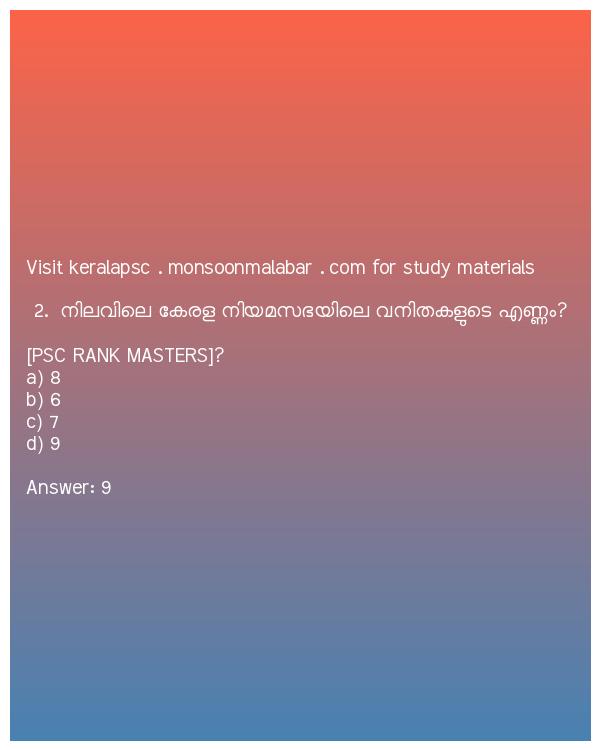 Visit keralapsc . monsoonmalabar . com for study materials
2. നിലവിലെ കേരള നിയമസഭയിലെ വനിതകളുടെ എണ്ണം?
[PSC RANK MASTERS]?
a) 8
b) 6
c) 7
d) 9
Answer: 9